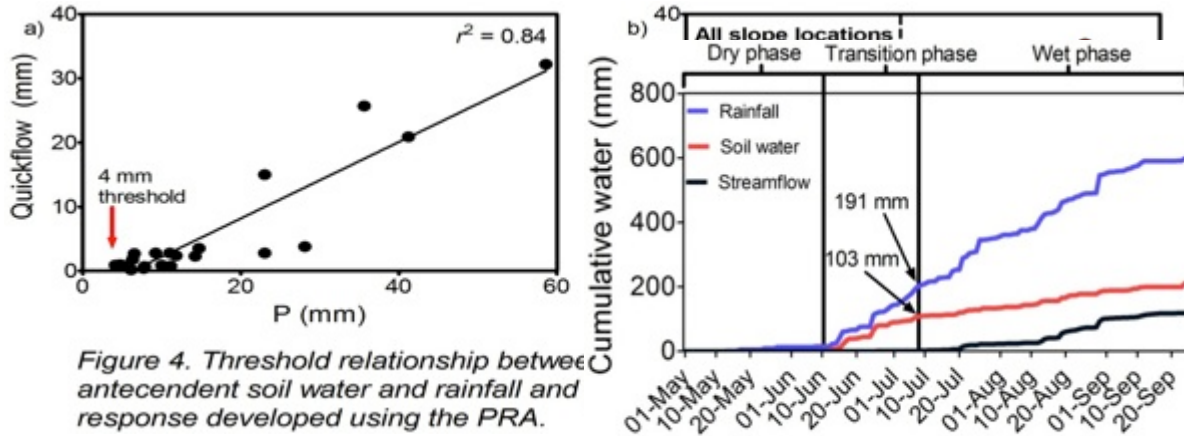 a)
r² = 0.84
40
30
20
10
0
Quickflow (mm)
4 mm
threshold
0
20
40
60
P (mm)
Figure 4. Threshold relationship betwee
antecendent soil water and rainfall and
response developed using the PRA.
b)
40
All slope locations
Dry phase
Transition phase
Wet phase
800
600
400
200
0
Cumulative water (mm)
Rainfall
Soil water
Streamflow
191 mm
103 mm
01-May
10-May
20-May
01-Jun
10-Jun
20-Jun
01-Jul
10-Jul
20-Jul
01-Aug
10-Aug
20-Aug
01-Sep
10-Sep
20-Sep